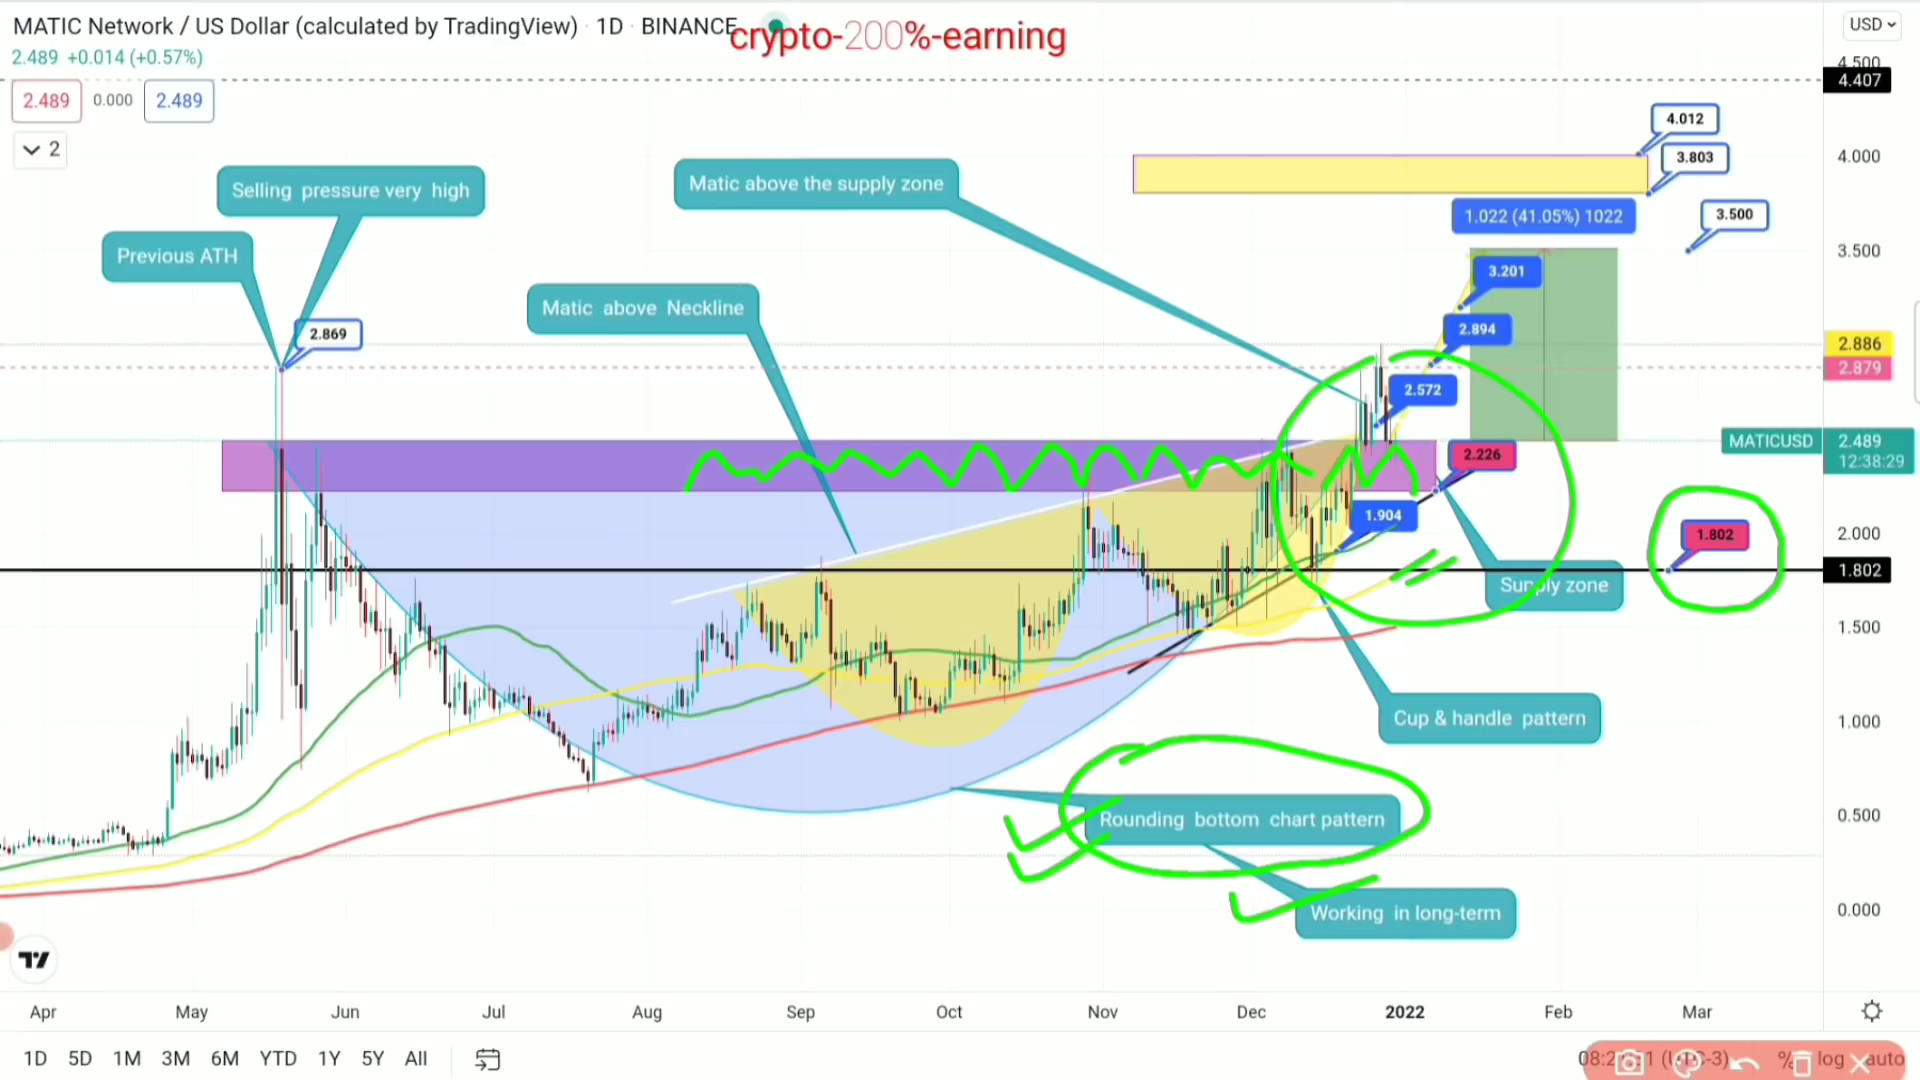 MATIC Network / US Dollar (calculated by TradingView) · 1D · BINANCE
crypto-200%-earning
USD
2.489 +0.014 (+0.57%)
2.489 0.000 2.489
2
4.500
4.407
4.012
3.803
4.000
Selling pressure very high
Matic above the supply zone
1.022 (41.05%) 1022
3.500
3.500
Previous ATH
3.201
Matic above Neckline
2.869
2.894
2.886
2.879
2.572
MATICUSD 2.489
12:38:29
2.226
1.904
2.000
1.802
1.802
Supply zone
1.500
Cup & handle pattern
1.000
Rounding bottom chart pattern
0.500
Working in long-term
0.000
Apr May Jun Jul Aug Sep Oct Nov Dec 2022 Feb Mar
1D 5D 1M 3M 6M YTD 1Y 5Y All
% log auto